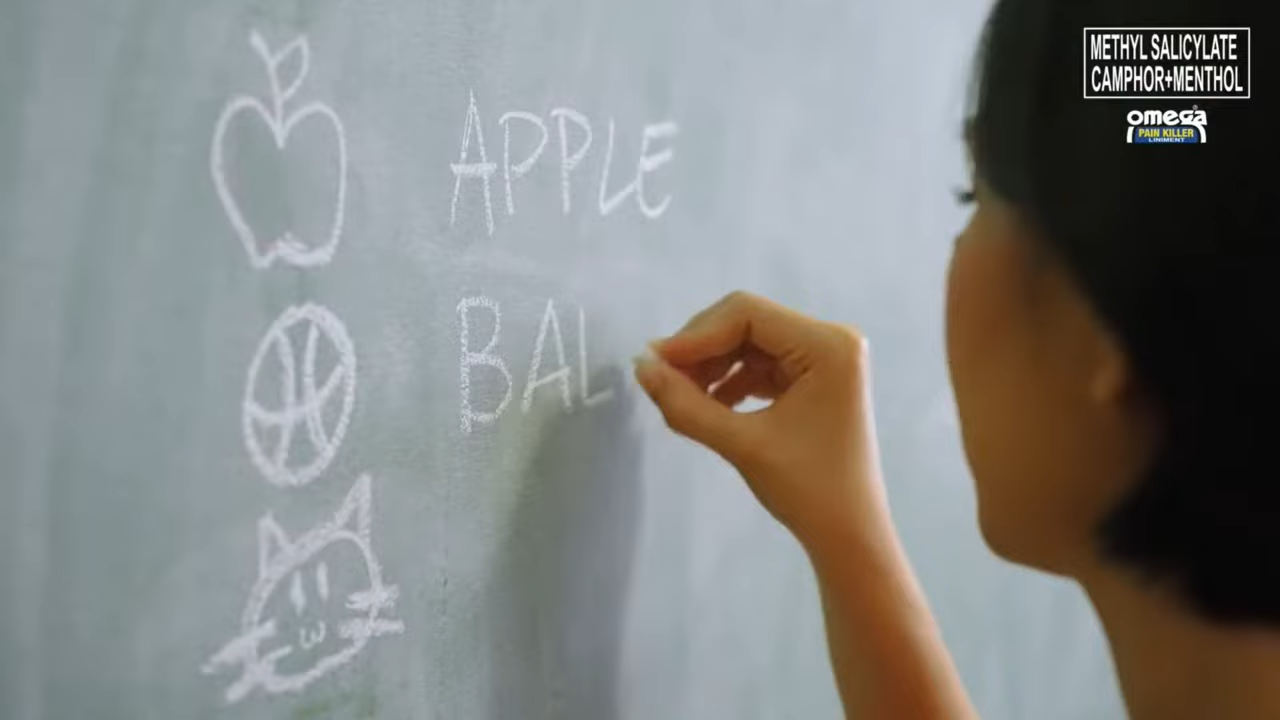 APPLE
BAL
METHYL SALICYLATE
CAMPHOR+MENTHOL
omega
PAIN KILLER
LINIMENT